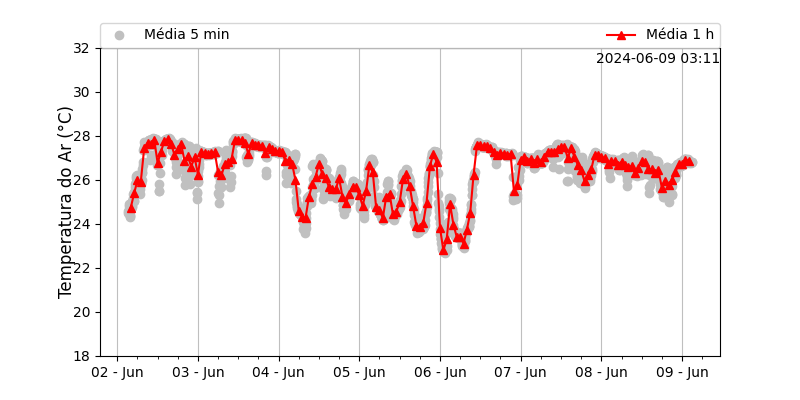 Média 5 min
Média 1 h
2024-06-09 03:11
Temperatura do Ar (°C)
32
30
28
26
24
22
20
18
02 - Jun
03 - Jun
04 - Jun
05 - Jun
06 - Jun
07 - Jun
08 - Jun
09 - Jun